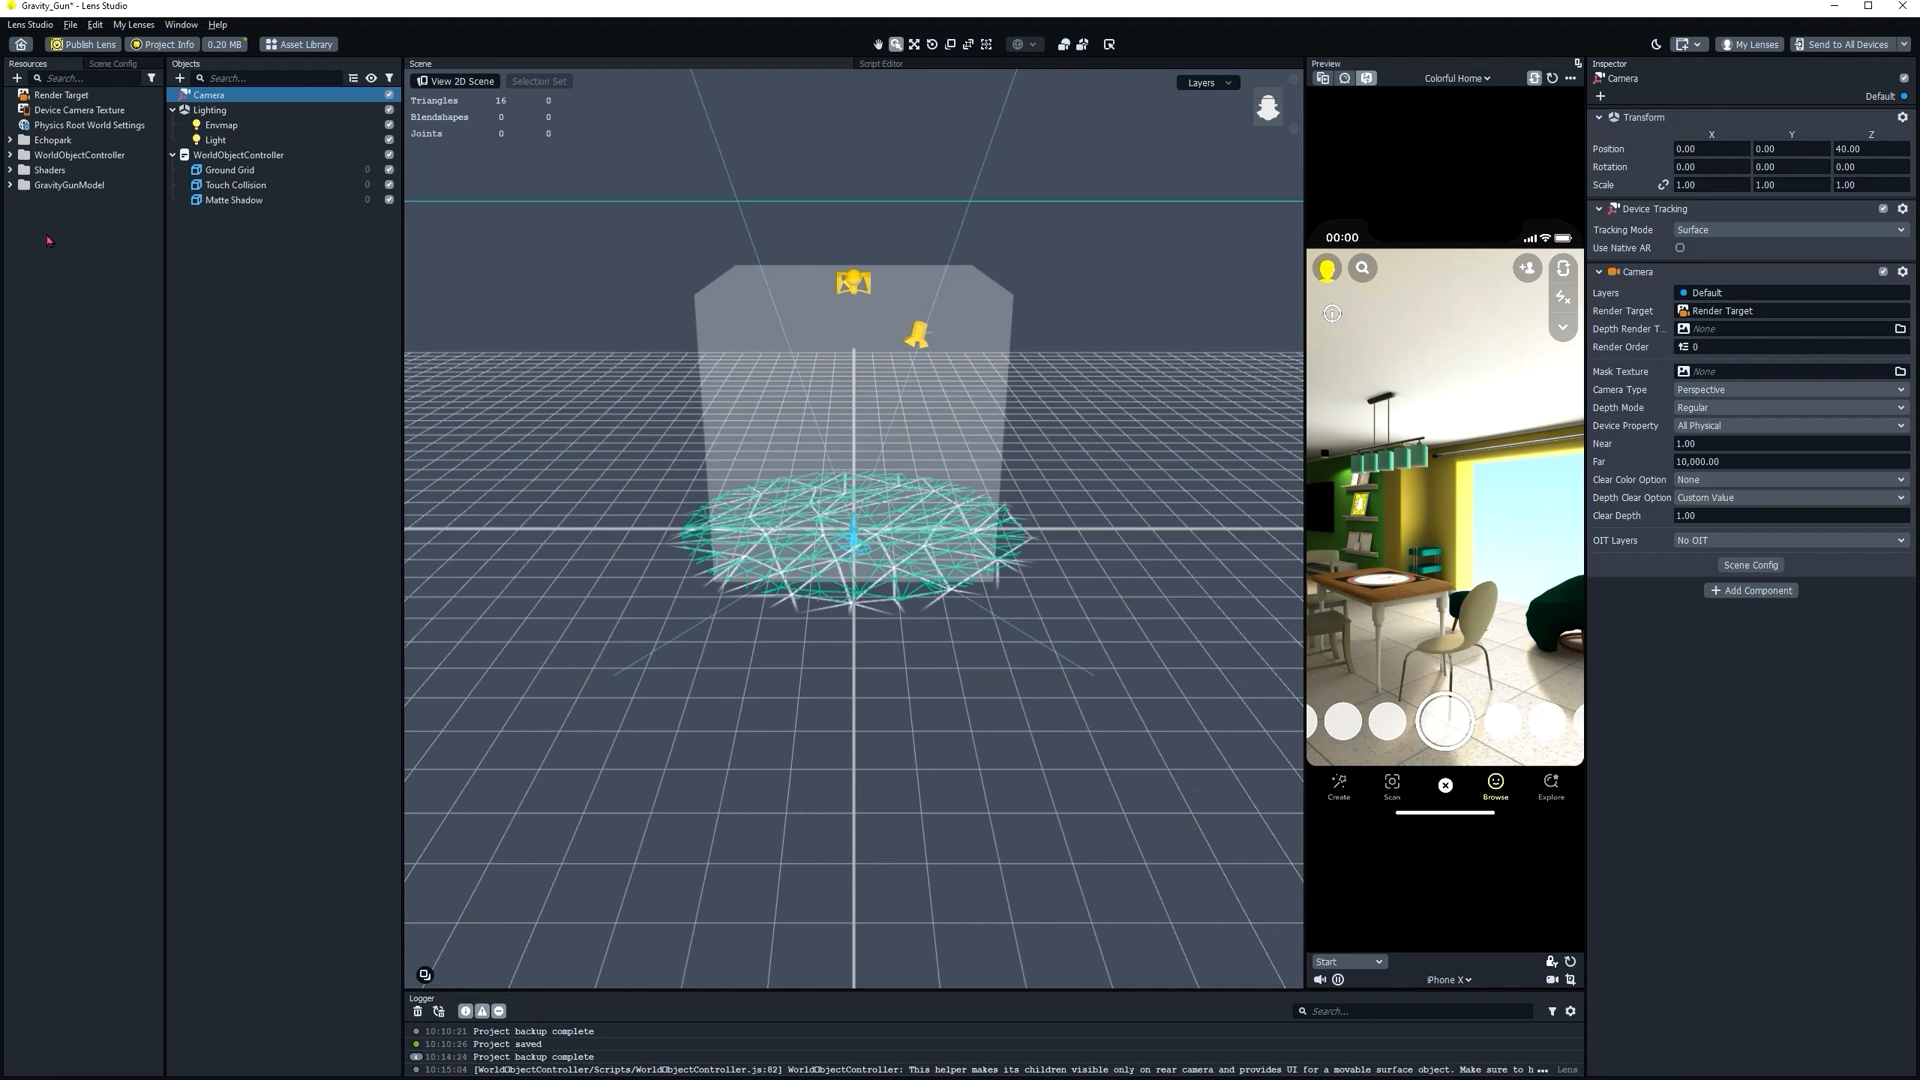 Gravity_Gun* - Lens Studio
Lens Studio File Edit My Lenses Window Help
Publish Lens Project Info 0.20 MB Asset Library My Lenses Send to All Devices
Resources Scene Config
Search...
Render Target
Device Camera Texture
Physics Root World Settings
Echopark
WorldObjectController
Shaders
GravityGunModel
Objects
Search...
Camera
Lighting
Envmap
Light
WorldObjectController
Ground Grid 0
Touch Collision 0
Matte Shadow 0
Scene Script Editor
View 2D Scene Selection Set Layers
Triangles 16 0
Blendshapes 0 0
Joints 0 0
Preview
Colorful Home
00:00
Create Scan Browse Explore
Start
iPhone X
Inspector
Camera
Default
Transform
X Y Z
Position 0.00 0.00 40.00
Rotation 0.00 0.00 0.00
Scale 1.00 1.00 1.00
Device Tracking
Tracking Mode Surface
Use Native AR
Camera
Layers Default
Render Target Render Target
Depth Render T... None
Render Order 0
Mask Texture None
Camera Type Perspective
Depth Mode Regular
Device Property All Physical
Near 1.00
Far 10,000.00
Clear Color Option None
Depth Clear Option Custom Value
Clear Depth 1.00
OIT Layers No OIT
Scene Config
Add Component
Logger
Search...
10:10:21 Project backup complete
10:10:26 Project saved
10:14:24 Project backup complete
10:15:04 [WorldObjectController/Scripts/WorldObjectController.js:82] WorldObjectController: This helper makes its children visible only on rear camera and provides UI for a movable surface object. Make sure to h ••• Lens